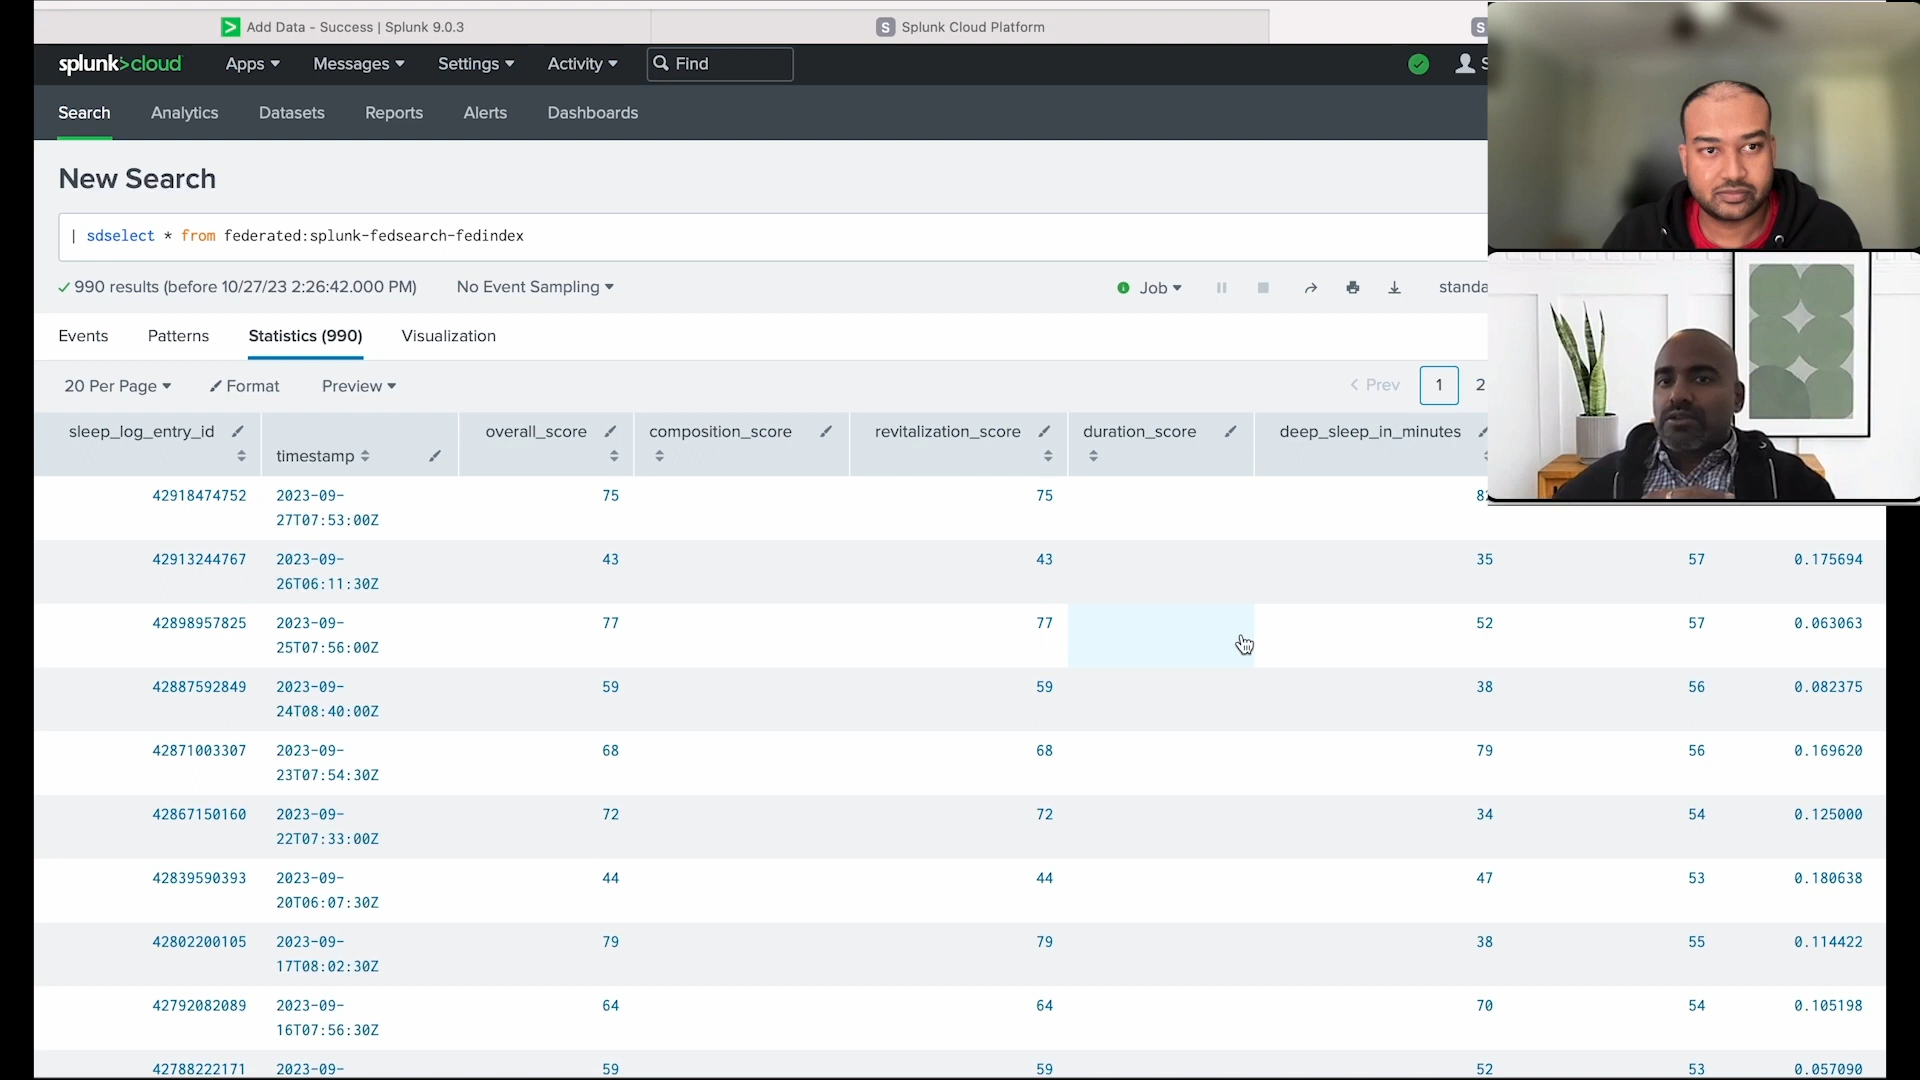 Add Data - Success | Splunk 9.0.3
S Splunk Cloud Platform
S
splunk>cloud Apps Messages Settings Activity Find
Search Analytics Datasets Reports Alerts Dashboards
New Search
| sdselect * from federated:splunk-fedsearch-fedindex
990 results (before 10/27/23 2:26:42.000 PM) No Event Sampling Job
Events Patterns Statistics (990) Visualization
20 Per Page Format Preview < Prev 1 2
sleep_log_entry_id timestamp overall_score composition_score revitalization_score duration_score deep_sleep_in_minutes
42918474752 2023-09- 75 75
27T07:53:00Z
42913244767 2023-09- 43 43 35 57 0.175694
26T06:11:30Z
42898957825 2023-09- 77 77 52 57 0.063063
25T07:56:00Z
42887592849 2023-09- 59 59 38 56 0.082375
24T08:40:00Z
42871003307 2023-09- 68 68 79 56 0.169620
23T07:54:30Z
42867150160 2023-09- 72 72 34 54 0.125000
22T07:33:00Z
42839590393 2023-09- 44 44 47 53 0.180638
20T06:07:30Z
42802200105 2023-09- 79 79 38 55 0.114422
17T08:02:30Z
42792082089 2023-09- 64 64 70 54 0.105198
16T07:56:30Z
42788222171 2023-09- 59 59 52 53 0.057090